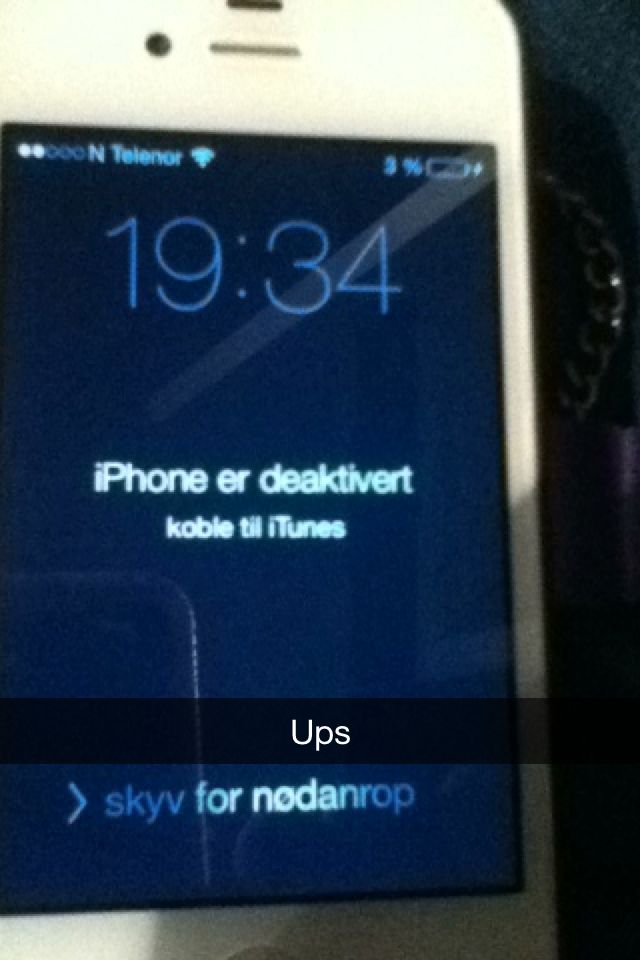 N Telenor 3 %
19:34
iPhone er deaktivert
koble til iTunes
Ups
skyv for nødanrop